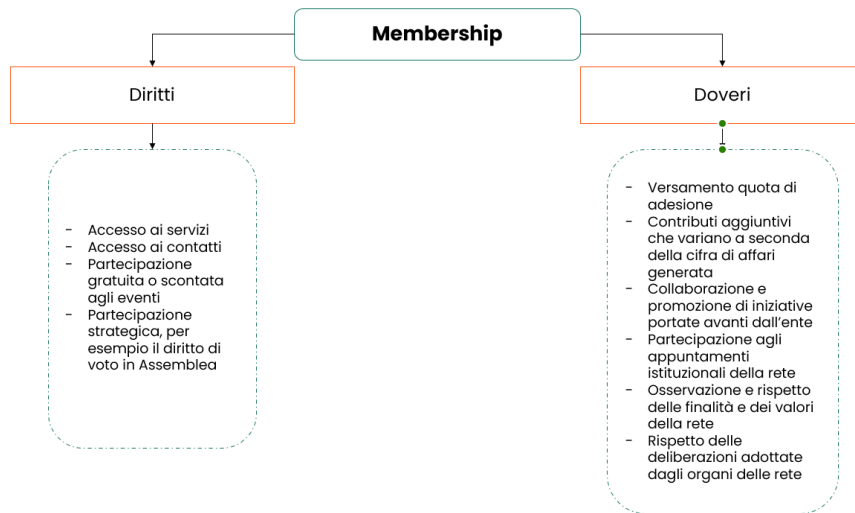 Membership
Diritti
Doveri
- Accesso ai servizi
- Accesso ai contatti
- Partecipazione
gratuita o scontata
agli eventi
- Partecipazione
strategica, per
esempio il diritto di
voto in Assemblea
- Versamento quota di
adesione
- Contributi aggiuntivi
che variano a seconda
della cifra di affari
generata
- Collaborazione e
promozione di iniziative
portate avanti dall’ente
- Partecipazione agli
appuntamenti
istituzionali della rete
- Osservazione e rispetto
delle finalità e dei valori
della rete
- Rispetto delle
deliberazioni adottate
dagli organi delle rete